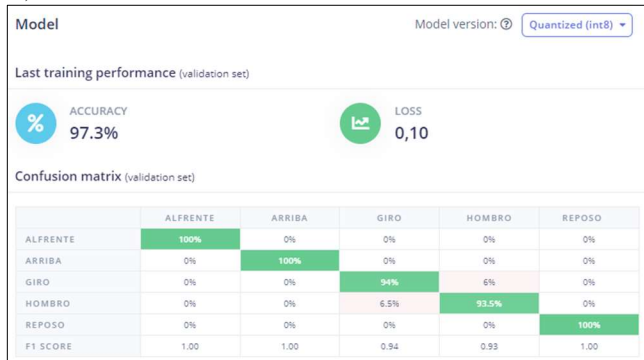 Model Model version: Quantized (int8)
Last training performance (validation set)
% ACCURACY LOSS
97.3% 0,10
Confusion matrix (validation set)
ALFRENTE ARRIBA GIRO HOMBRO REPOSO
ALFRENTE 100% 0% 0% 0% 0%
ARRIBA 0% 100% 0% 0% 0%
GIRO 0% 0% 94% 6% 0%
HOMBRO 0% 0% 6.5% 93.5% 0%
REPOSO 0% 0% 0% 0% 100%
F1 SCORE 1.00 1.00 0.94 0.93 1.00